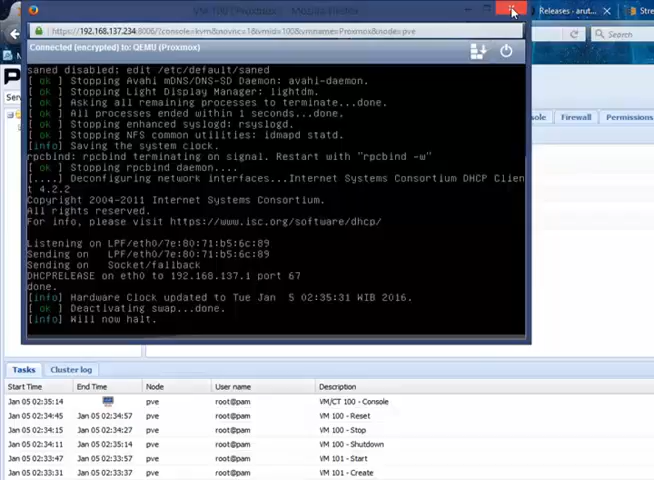 Releases - arut...
Stre
https://192.168.137.234:8006/?console=kvm&novnc=1&vmid=100&vmname=Proxmox&node=pve
Search
Connected (encrypted) to: QEMU (Proxmox)
saned disabled: edit /etc/default/saned
[ ok ] Stopping Avahi mDNS/DNS-SD Daemon: avahi-daemon.
[ ok ] Stopping Light Display Manager: lightdm.
[ ok ] Asking all remaining processes to terminate...done.
[ ok ] All processes ended within 1 seconds...done.
[ ok ] Stopping enhanced syslogd: rsyslogd.
[ ok ] Stopping NFS common utilities: idmapd statd.
[info] Saving the system clock.
rpcbind: rpcbind terminating on signal. Restart with "rpcbind -w"
[ ok ] Stopping rpcbind daemon....
[....] Deconfiguring network interfaces...Internet Systems Consortium DHCP Clien
t 4.2.2
Copyright 2004-2011 Internet Systems Consortium.
All rights reserved.
For info, please visit https://www.isc.org/software/dhcp/
Listening on LPF/eth0/7e:80:71:b5:6c:89
Sending on   LPF/eth0/7e:80:71:b5:6c:89
Sending on   Socket/fallback
DHCPRELEASE on eth0 to 192.168.137.1 port 67
done.
[info] Hardware Clock updated to Tue Jan  5 02:35:31 WIB 2016.
[ ok ] Deactivating swap...done.
[info] Will now halt.
Ser
sole Firewall Permissions
Tasks Cluster log
Start Time End Time Node User name Description
Jan 05 02:35:14 pve root@pam VM/CT 100 - Console
Jan 05 02:34:45 Jan 05 02:34:57 pve root@pam VM 100 - Reset
Jan 05 02:34:15 Jan 05 02:34:27 pve root@pam VM 100 - Stop
Jan 05 02:34:11 Jan 05 02:35:14 pve root@pam VM 100 - Shutdown
Jan 05 02:33:37 Jan 05 02:33:37 pve root@pam VM 101 - Start
Jan 05 02:33:31 Jan 05 02:33:32 pve root@pam VM 101 - Create